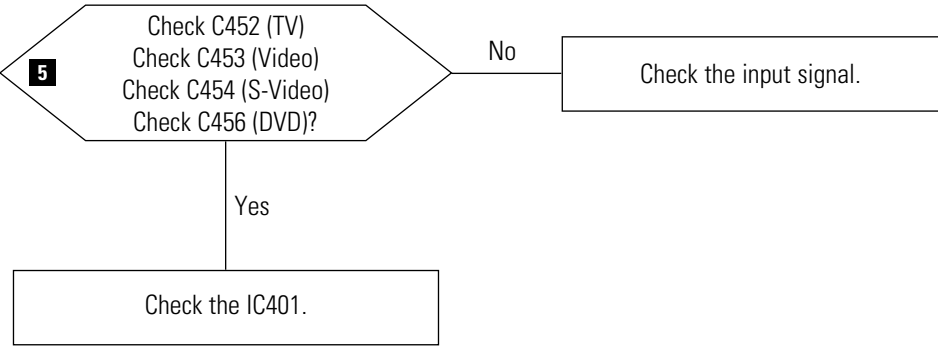 5
Check C452 (TV)
Check C453 (Video)
Check C454 (S-Video)
Check C456 (DVD)?
No
Check the input signal.
Yes
Check the IC401.